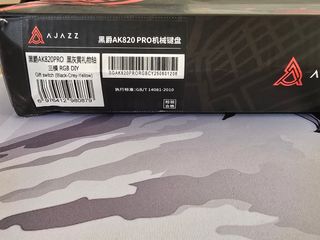 AJAZZ
黑爵AK820 PRO机械键盘
黑爵AK820PRO 黑灰黄礼物轴
三模 RGB DIY
Gift switch (Black-Grey-Yellow)
6976412980879
执行标准:GB/T 14081-2010
AJAZZ